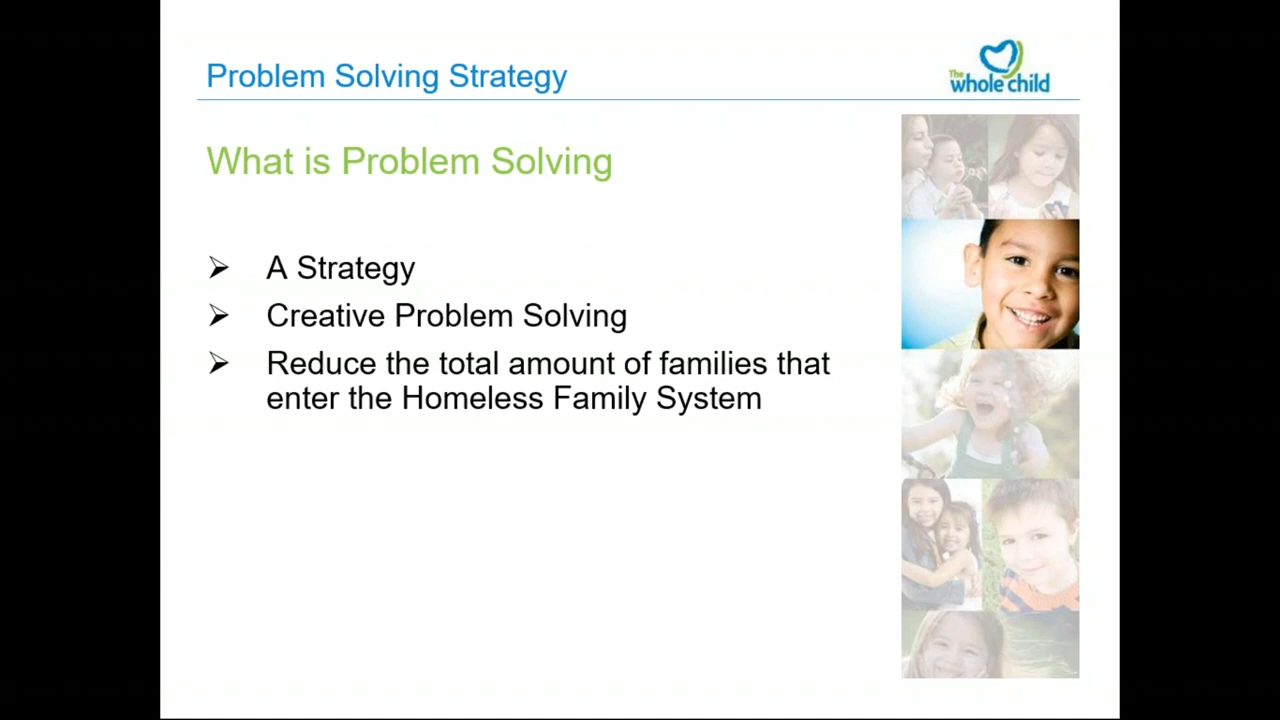 Problem Solving Strategy
The
whole child
What is Problem Solving
➢ A Strategy
➢ Creative Problem Solving
➢ Reduce the total amount of families that
enter the Homeless Family System